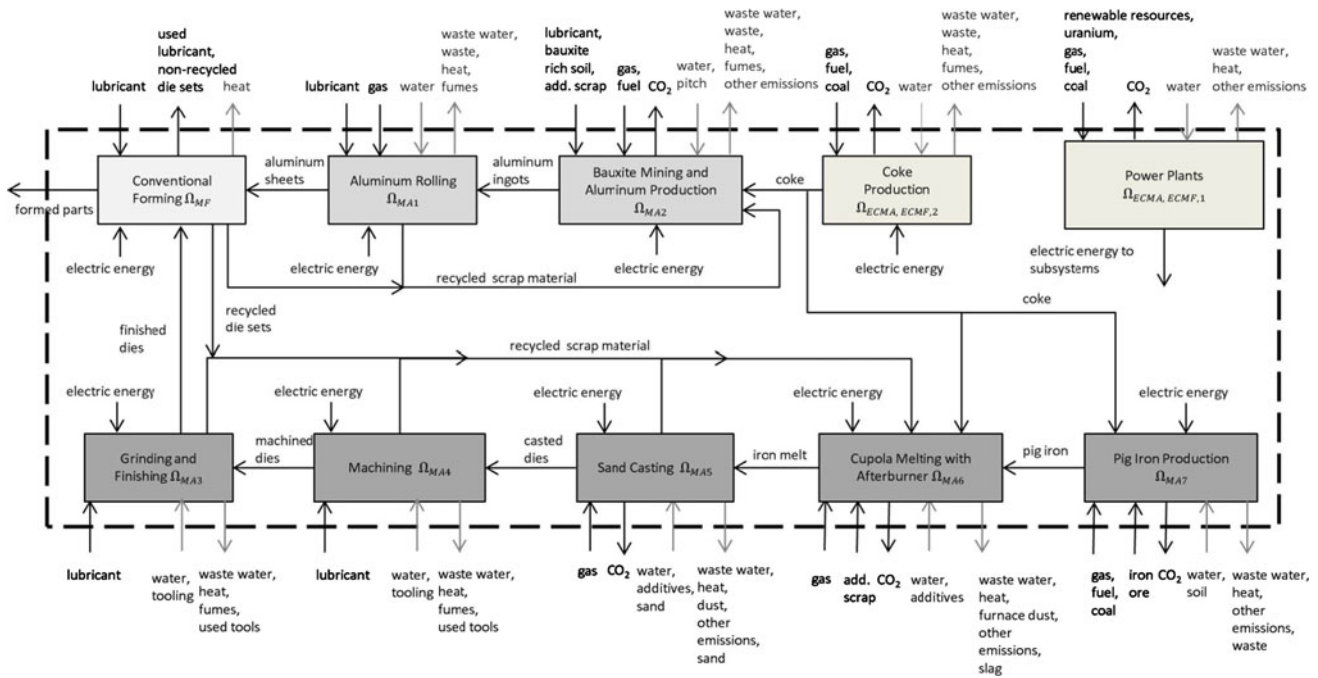 used
lubricant,
non-recycled
die sets
lubricant
heat
waste water,
waste,
heat,
fumes
lubricant gas water
lubricant,
bauxite
rich soil,
add. scrap
gas,
fuel
CO2
water,
pitch
waste water,
waste,
heat,
fumes,
other emissions
gas,
fuel,
coal
CO2 water
waste water,
waste,
heat,
fumes,
other emissions
renewable resources,
uranium,
gas,
fuel,
coal
CO2 water
waste water,
heat,
other emissions
formed parts
Conventional
Forming Ω_MF
aluminum
sheets
Aluminum Rolling
Ω_MA1
aluminum
ingots
Bauxite Mining and
Aluminum Production
Ω_MA2
coke
Coke
Production
Ω_ECMA, ECMF,2
Power Plants
Ω_ECMA, ECMF,1
electric energy
electric energy
electric energy
electric energy
electric energy to
subsystems
recycled scrap material
coke
finished
dies
recycled
die sets
recycled scrap material
electric energy
electric energy
electric energy
electric energy
electric energy
Grinding and
Finishing Ω_MA3
machined
dies
Machining Ω_MA4
casted
dies
Sand Casting Ω_MA5
iron melt
Cupola Melting with
Afterburner Ω_MA6
pig iron
Pig Iron Production
Ω_MA7
lubricant
water,
tooling
waste water,
heat,
fumes,
used tools
lubricant
water,
tooling
waste water,
heat,
fumes,
used tools
gas CO2
water,
additives,
sand
waste water,
heat,
dust,
other
emissions,
sand
gas
add.
scrap
CO2
water,
additives
waste water,
heat,
furnace dust,
other
emissions,
slag
gas,
fuel,
coal
iron
ore
CO2
water,
soil
waste water,
heat,
other
emissions,
waste